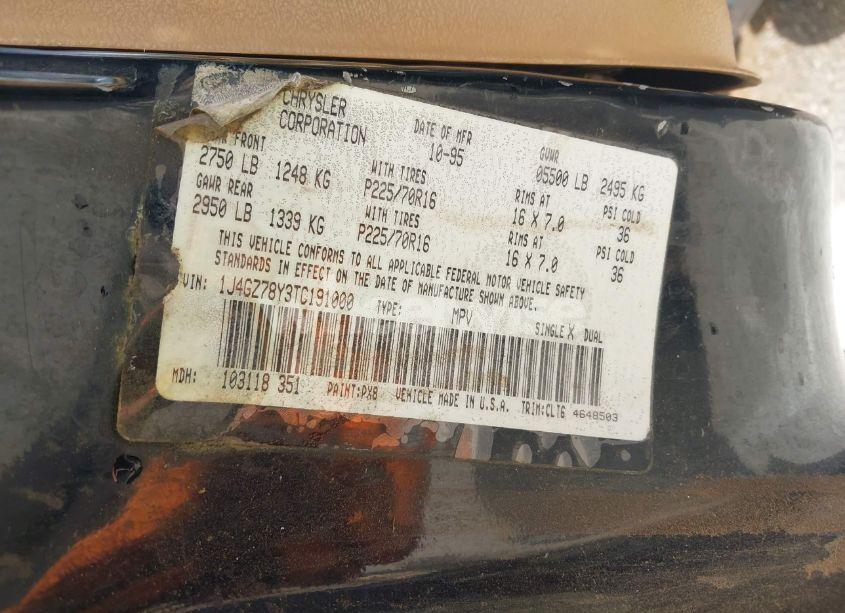 CHRYSLER
CORPORATION
DATE OF MFR
10-95
GVWR
05500 LB 2495 KG
FRONT
2750 LB 1248 KG
WITH TIRES
P225/70R16
RIMS AT
16 X 7.0
PSI COLD
36
GAWR REAR
2950 LB 1339 KG
WITH TIRES
P225/70R16
RIMS AT
16 X 7.0
PSI COLD
36
THIS VEHICLE CONFORMS TO ALL APPLICABLE FEDERAL MOTOR VEHICLE SAFETY
STANDARDS IN EFFECT ON THE DATE OF MANUFACTURE SHOWN ABOVE.
VIN: 1J4GZ78Y3TC191000 TYPE: MPV SINGLE X DUAL
MDH: 103118 351 PAINT:PX8 VEHICLE MADE IN U.S.A. TRIM:CLT6 4648503